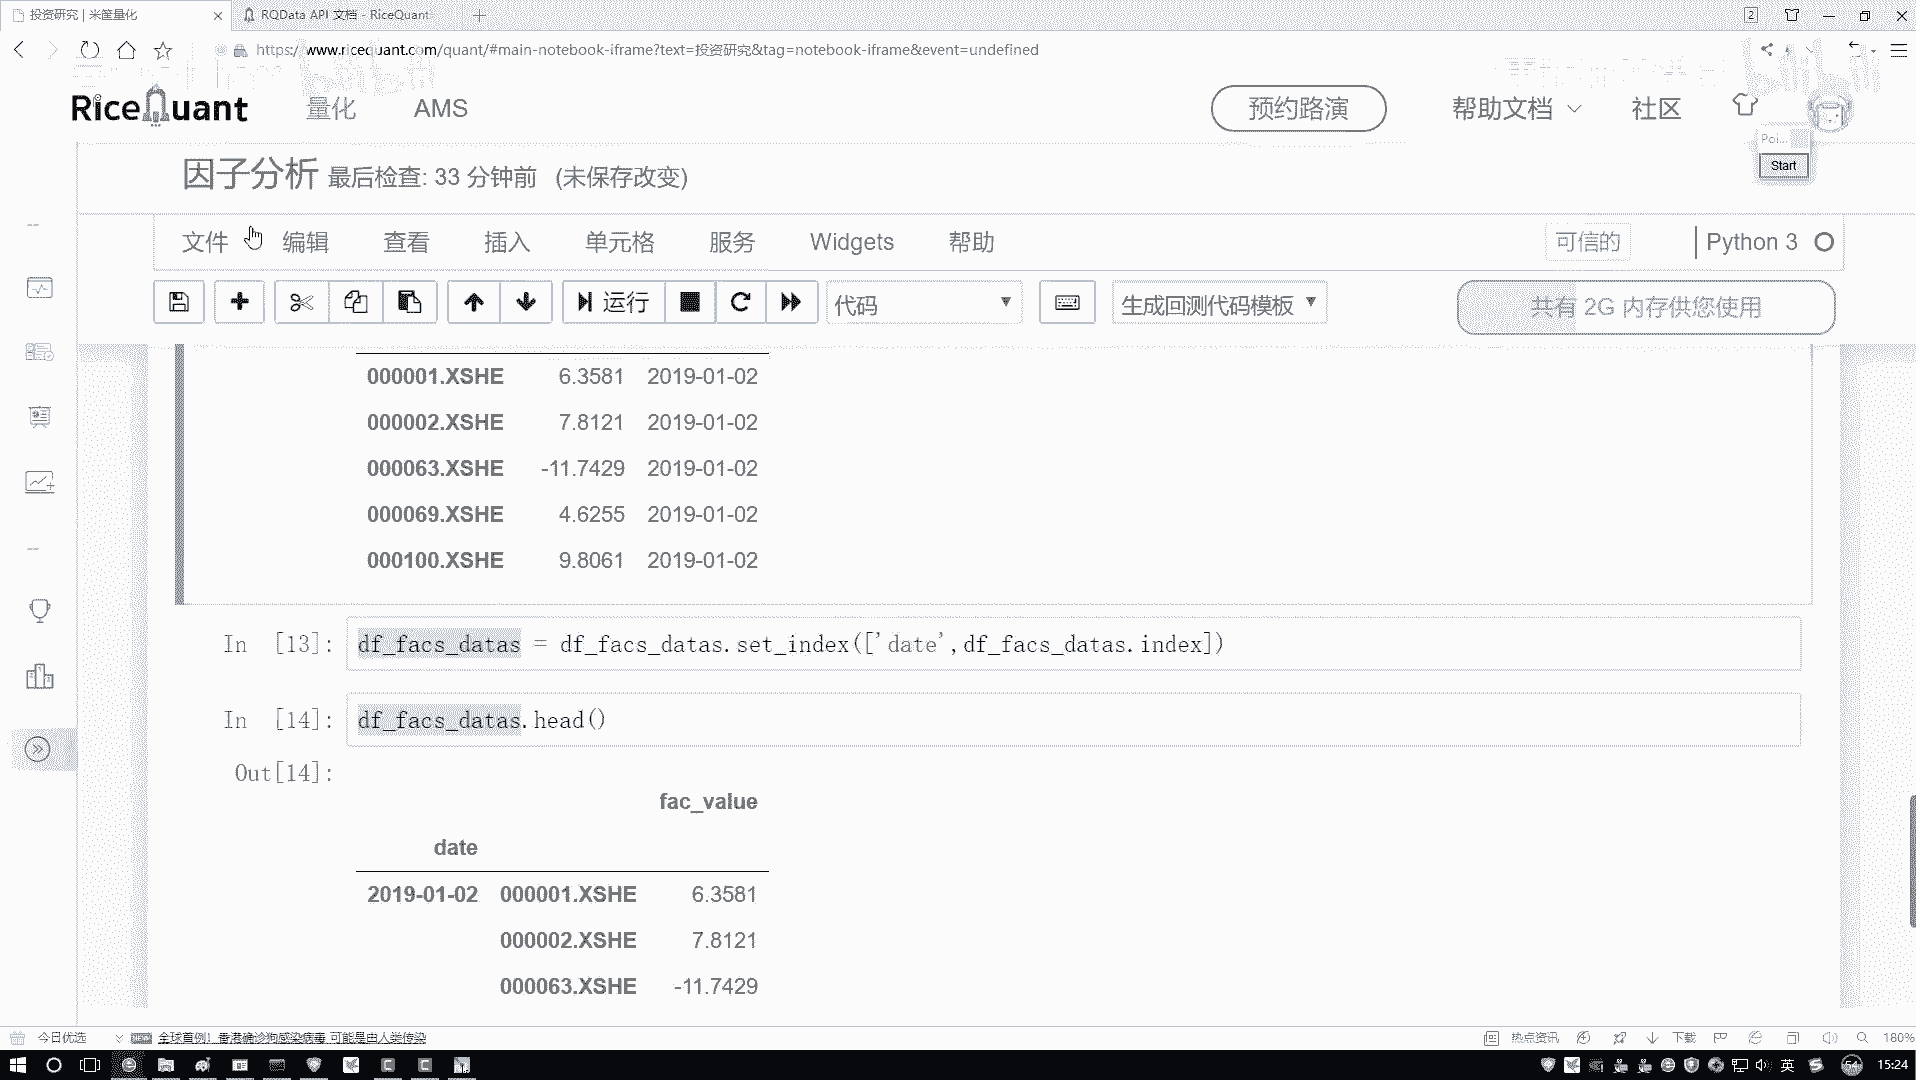 投资研究 | 米筐量化
RQData API 文档 - RiceQuant
2
https://www.ricequant.com/quant/#main-notebook-iframe?text=投资研究&tag=notebook-iframe&event=undefined
RiceQuant 量化 AMS 预约路演 帮助文档 社区
Poi...
Start
因子分析 最后检查: 33 分钟前 (未保存改变)
文件 编辑 查看 插入 单元格 服务 Widgets 帮助 可信的 Python 3
运行 代码 生成回测代码模板 共有 2G 内存供您使用
000001.XSHE 6.3581 2019-01-02
000002.XSHE 7.8121 2019-01-02
000063.XSHE -11.7429 2019-01-02
000069.XSHE 4.6255 2019-01-02
000100.XSHE 9.8061 2019-01-02
In [13]: df_facs_datas = df_facs_datas.set_index(['date',df_facs_datas.index])
In [14]: df_facs_datas.head()
Out[14]:
fac_value
date
2019-01-02 000001.XSHE 6.3581
000002.XSHE 7.8121
000063.XSHE -11.7429
今日优选 NEW 全球首例！香港确诊狗感染病毒 可能是由人类传染 热点资讯 下载 180%
英 54 15:24